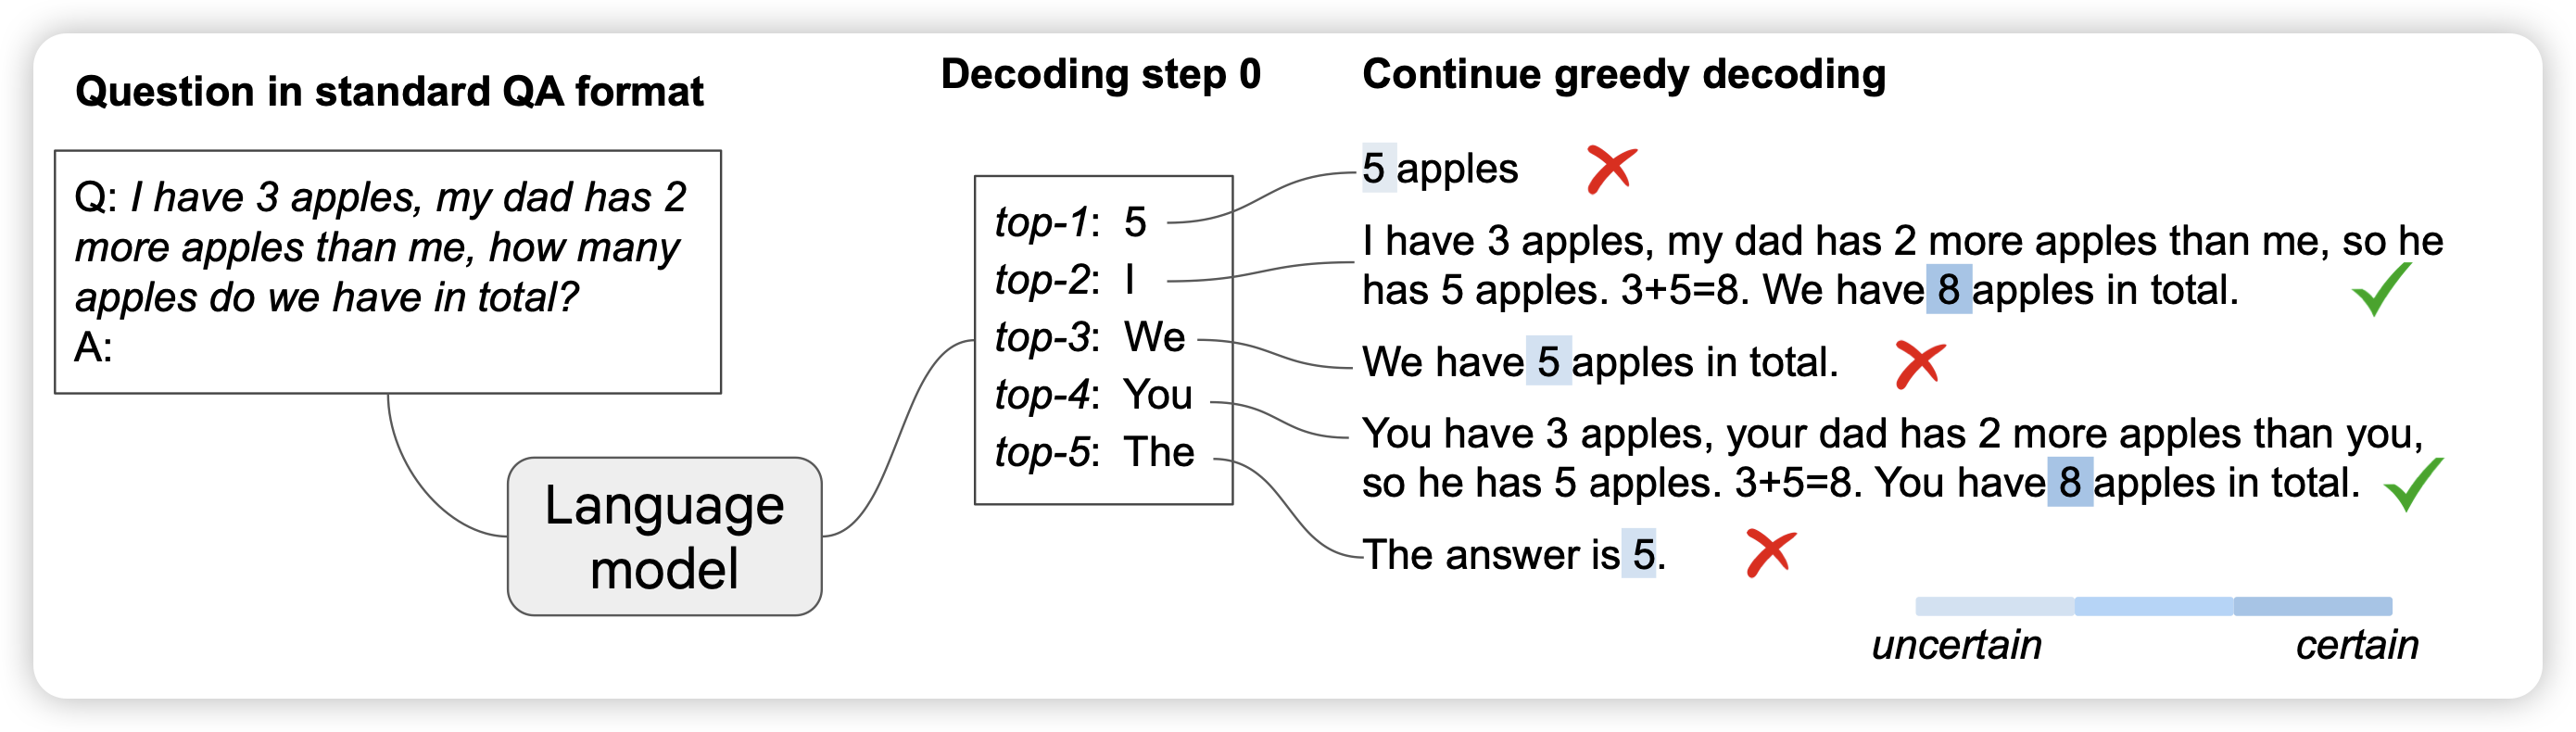 Question in standard QA format
Q: I have 3 apples, my dad has 2
more apples than me, how many
apples do we have in total?
A:
Language
model
Decoding step 0
top-1: 5
top-2: I
top-3: We
top-4: You
top-5: The
Continue greedy decoding
5 apples
I have 3 apples, my dad has 2 more apples than me, so he
has 5 apples. 3+5=8. We have 8 apples in total.
We have 5 apples in total.
You have 3 apples, your dad has 2 more apples than you,
so he has 5 apples. 3+5=8. You have 8 apples in total.
The answer is 5.
uncertain
certain